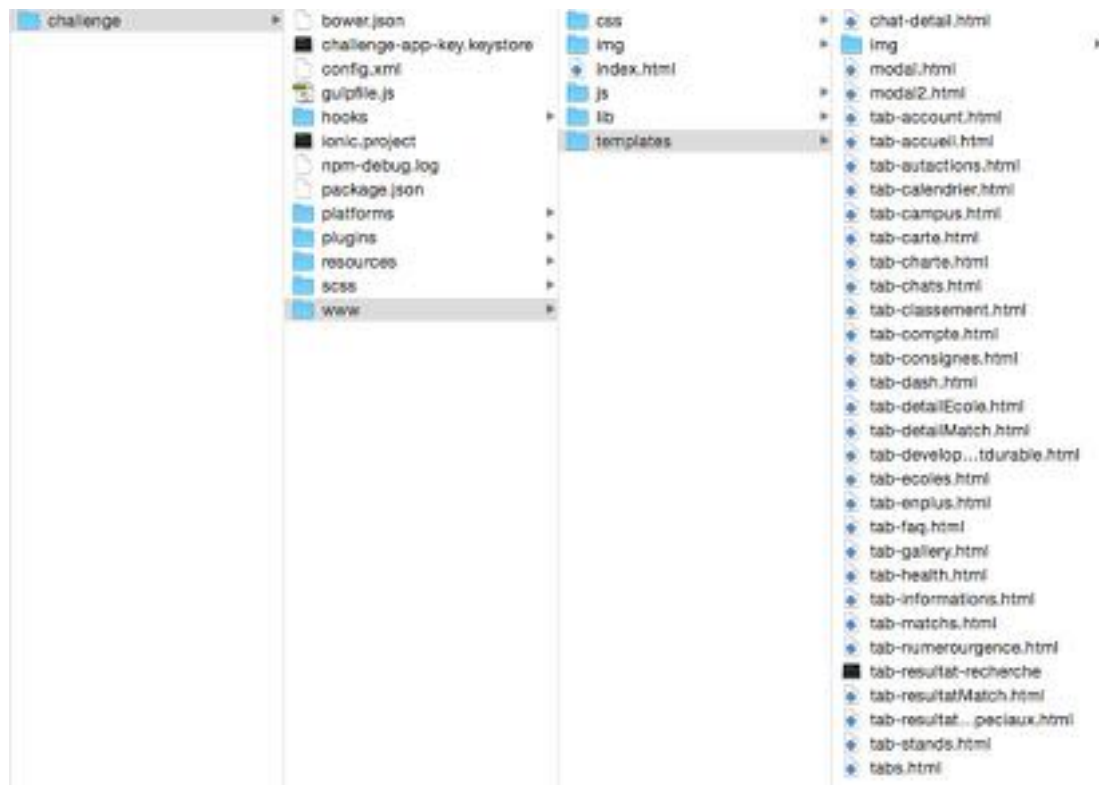 challenge
bower.json
challenge-app-key.keystore
config.xml
gulpfile.js
hooks
ionic.project
npm-debug.log
package.json
platforms
plugins
resources
scss
www
css
img
index.html
js
lib
templates
chat-detail.html
img
modal.html
modal2.html
tab-account.html
tab-accueil.html
tab-autactions.html
tab-calendrier.html
tab-campus.html
tab-carte.html
tab-charte.html
tab-chats.html
tab-classement.html
tab-compte.html
tab-consignes.html
tab-dash.html
tab-detailEcole.html
tab-detailMatch.html
tab-develop...tdurable.html
tab-ecoles.html
tab-enplus.html
tab-faq.html
tab-gallery.html
tab-health.html
tab-informations.html
tab-matchs.html
tab-numerourgence.html
tab-resultat-recherche
tab-resultatMatch.html
tab-resultat...peciaux.html
tab-stands.html
tabs.html